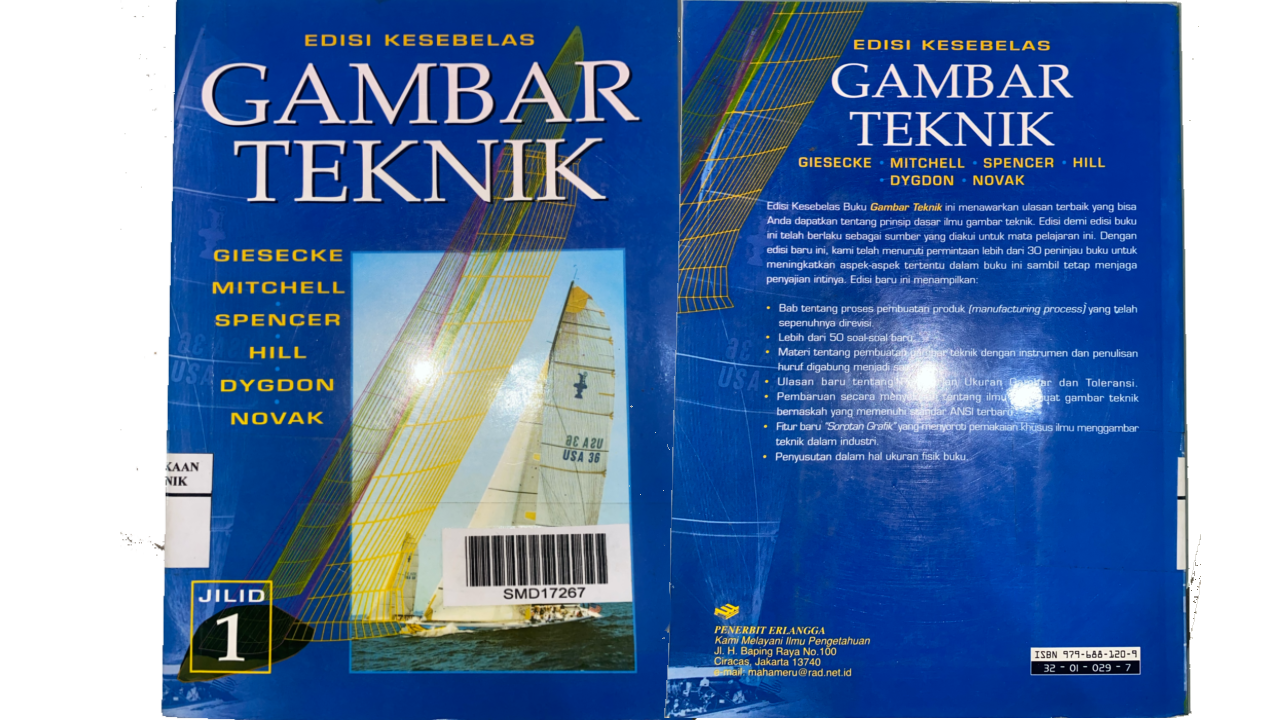 EDISI KESEBELAS
GAMBAR
TEKNIK
GIESECKE
MITCHELL
SPENCER
HILL
DYGDON
NOVAK
USA 36
KAAN
NIK
SMD17267
JILID
1
EDISI KESEBELAS
GAMBAR
TEKNIK
GIESECKE • MITCHELL • SPENCER • HILL
• DYGDON • NOVAK
Edisi Kesebelas Buku Gambar Teknik ini menawarkan ulasan terbaik yang bisa
Anda dapatkan tentang prinsip dasar ilmu gambar teknik. Edisi demi edisi buku
ini telah berlaku sebagai sumber yang diakui untuk mata pelajaran ini. Dengan
edisi baru ini, kami telah menuruti permintaan lebih dari 30 peninjau buku untuk
meningkatkan aspek-aspek tertentu dalam buku ini sambil tetap menjaga
penyajian intinya. Edisi baru ini menampilkan:
• Bab tentang proses pembuatan produk (manufacturing process) yang telah
sepenuhnya direvisi.
• Lebih dari 50 soal-soal baru.
• Materi tentang pembuatan gambar teknik dengan instrumen dan penulisan
huruf digabung menjadi
• Ulasan baru tentang Ukuran Gambar dan Toleransi.
• Pembaruan secara tentang ilmu gambar teknik
bernaskah yang memenuhi standar ANSI terbaru.
• Fitur baru "Sorotan Grafik" yang menyoroti pemakaian khusus ilmu menggambar
teknik dalam industri.
• Penyusutan dalam hal ukuran fisik buku.
USA
PENERBIT ERLANGGA
Kami Melayani Ilmu Pengetahuan
Jl. H. Baping Raya No.100
Ciracas, Jakarta 13740
e-mail: mahameru@rad.net.id
ISBN 979-688-120-9
32 - 01 - 029 - 7